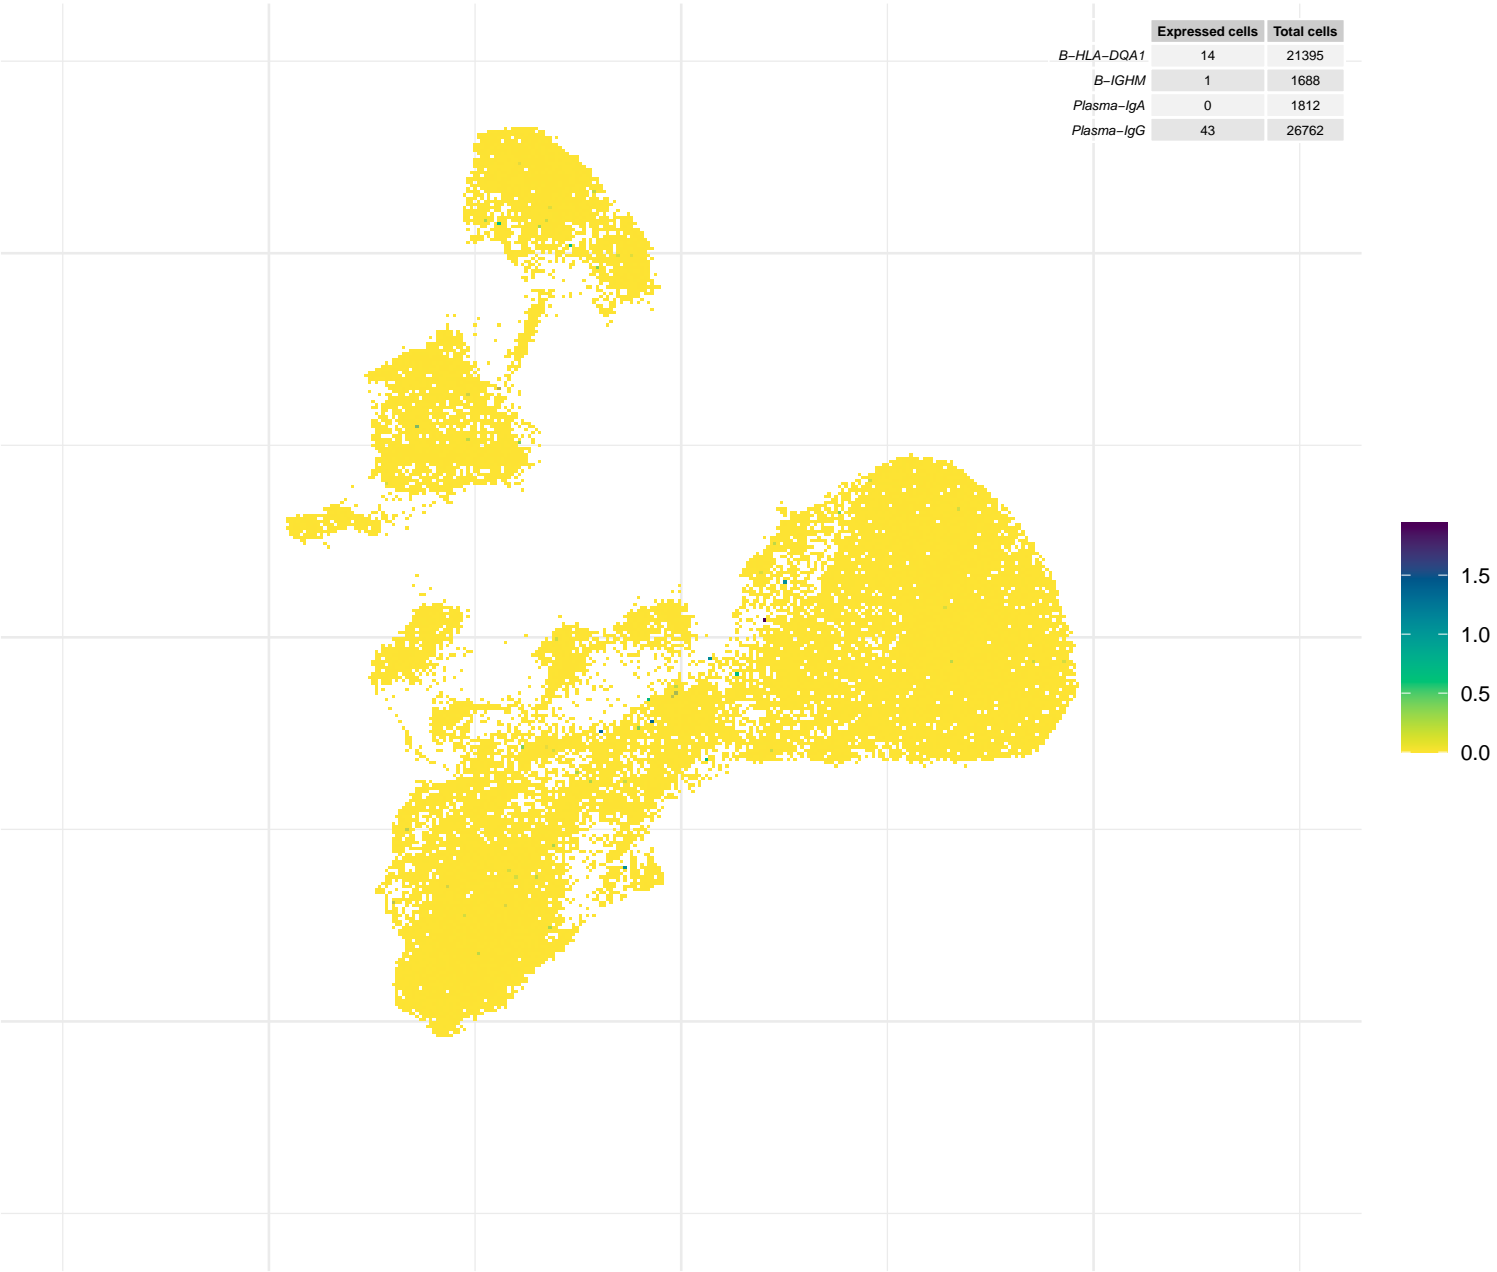 Expressed cells Total cells
B−HLA−DQA1 14 21395
B−IGHM 1 1688
Plasma−IgA 0 1812
Plasma−IgG 43 26762
1.5
1.0
0.5
0.0